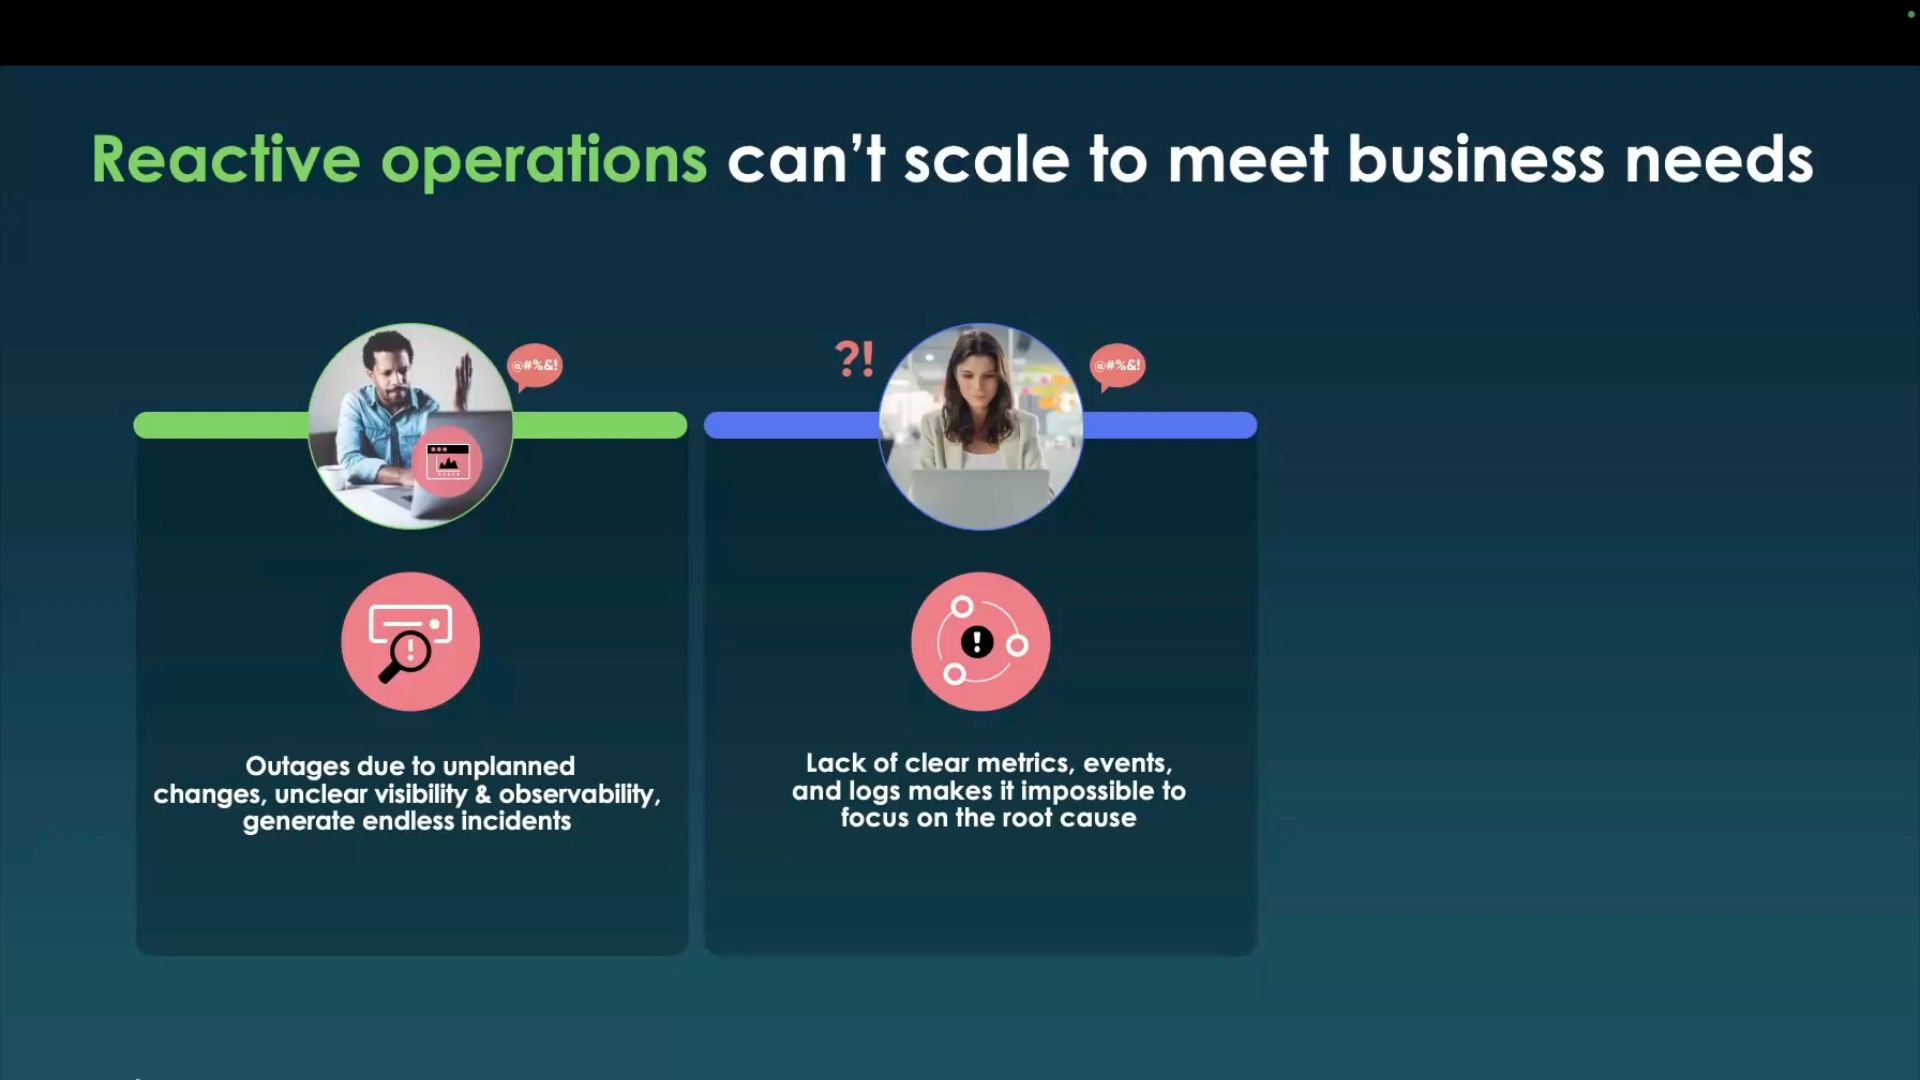 Reactive operations can’t scale to meet business needs
@#%&!
?!
@#%&!
!
!
Outages due to unplanned
changes, unclear visibility & observability,
generate endless incidents
Lack of clear metrics, events,
and logs makes it impossible to
focus on the root cause